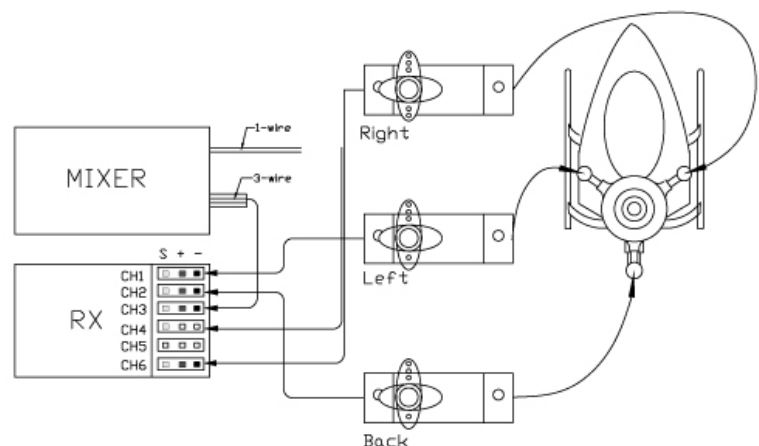 Right
1-wire
MIXER
3-wire
S + -
Left
CH1
CH2
RX
CH3
CH4
CH5
CH6
Back